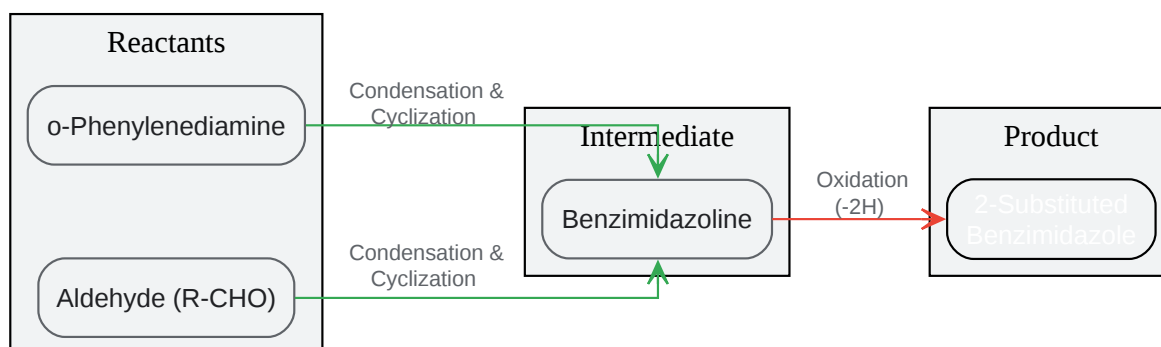 Reactants
o-Phenylenediamine
Condensation &
Cyclization
Aldehyde (R-CHO)
Condensation &
Cyclization
Intermediate
Benzimidazoline
Oxidation
(-2H)
Product
2-Substituted
Benzimidazole